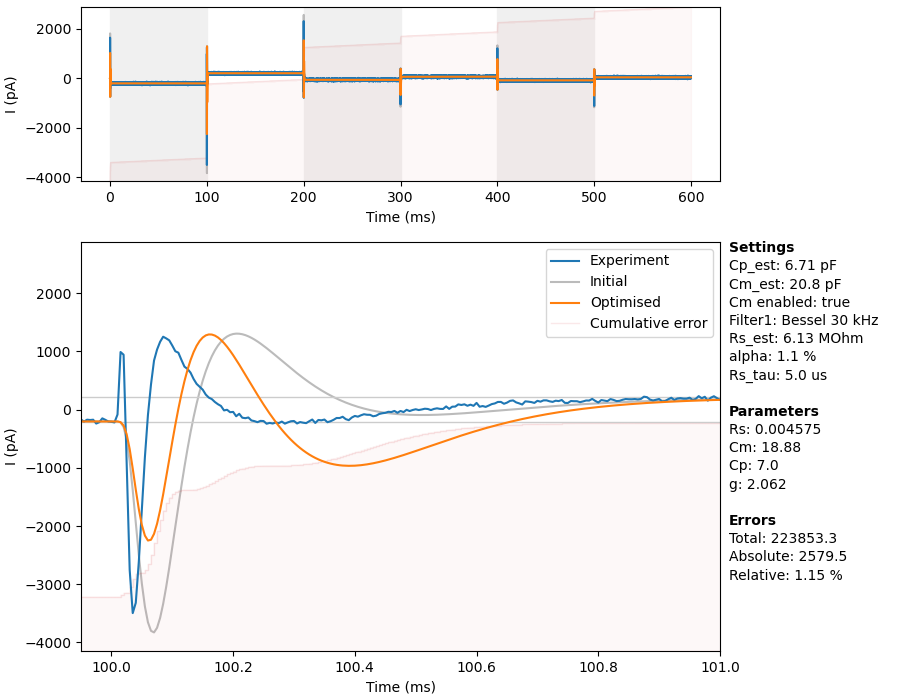 2000
0
−2000
−4000
I (pA)
0 100 200 300 400 500 600
Time (ms)
2000
1000
0
−1000
−2000
−3000
−4000
I (pA)
100.0 100.2 100.4 100.6 100.8 101.0
Time (ms)
Experiment
Initial
Optimised
Cumulative error
Settings
Cp_est: 6.71 pF
Cm_est: 20.8 pF
Cm enabled: true
Filter1: Bessel 30 kHz
Rs_est: 6.13 MOhm
alpha: 1.1 %
Rs_tau: 5.0 us
Parameters
Rs: 0.004575
Cm: 18.88
Cp: 7.0
g: 2.062
Errors
Total: 223853.3
Absolute: 2579.5
Relative: 1.15 %